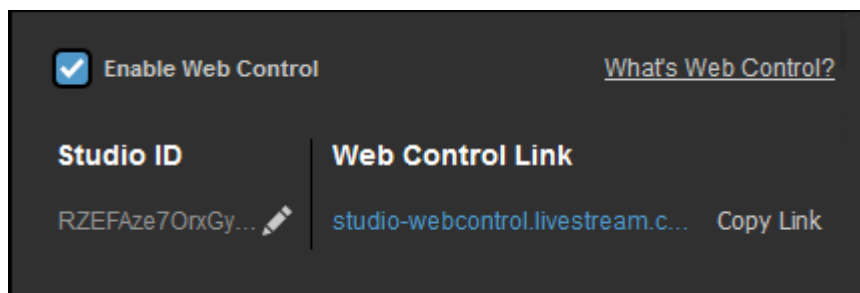 Enable Web Control What's Web Control?
Studio ID Web Control Link
RZEFAze7OrxGy... studio-webcontrol.livestream.c... Copy Link